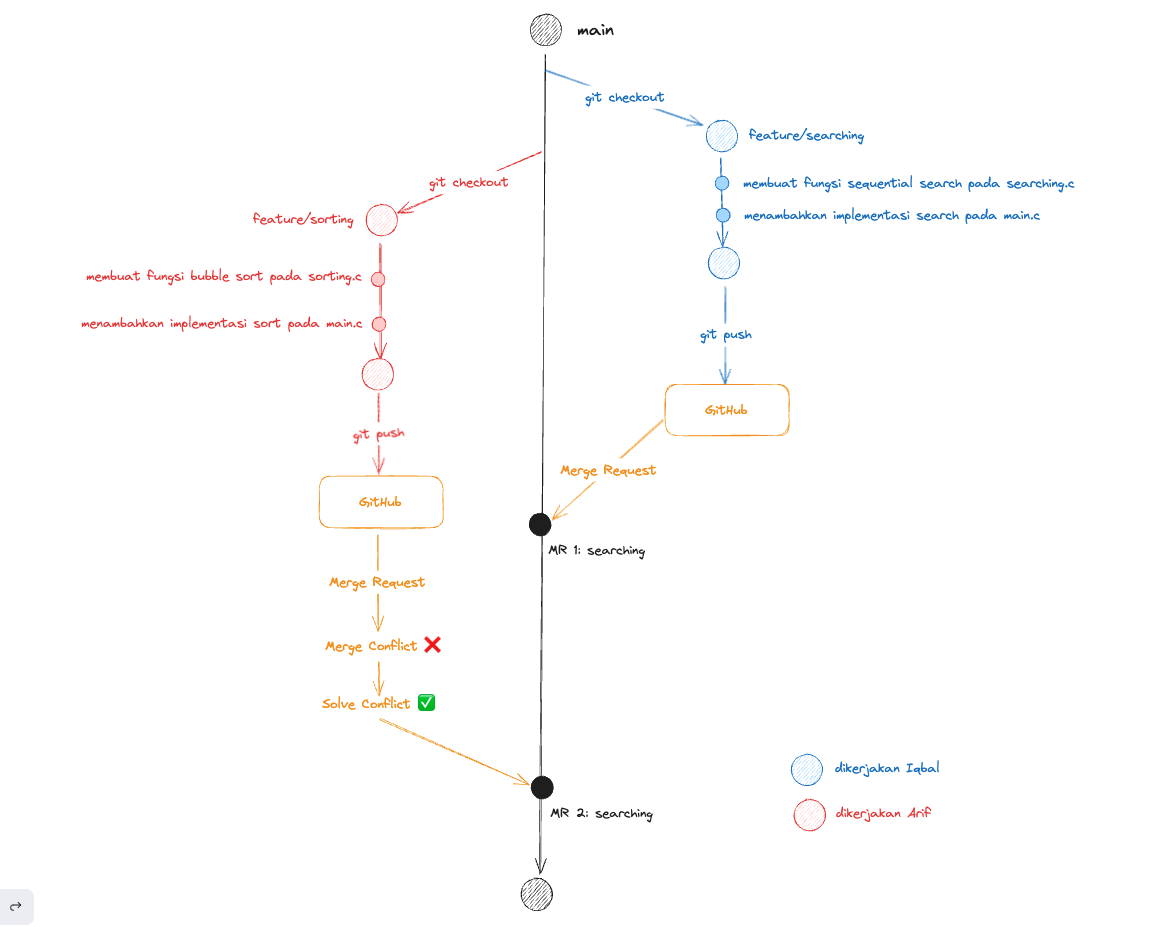 main
git checkout
feature/searching
git checkout
membuat fungsi sequential search pada searching.c
menambahkan implementasi search pada main.c
feature/sorting
membuat fungsi bubble sort pada sorting.c
menambahkan implementasi sort pada main.c
git push
GitHub
git push
Merge Request
GitHub
MR 1: searching
Merge Request
Merge Conflict ❌
Solve Conflict ✅
dikerjakan Iqbal
MR 2: searching
dikerjakan Arif